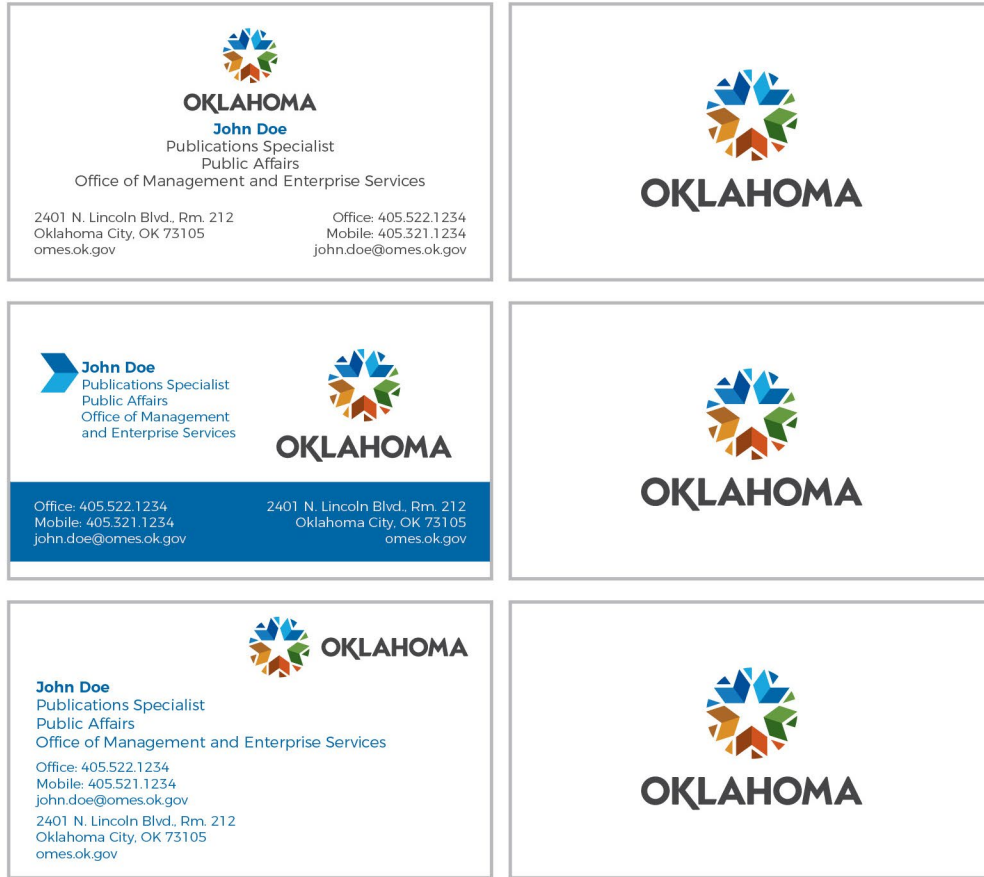 OKLAHOMA
John Doe
Publications Specialist
Public Affairs
Office of Management and Enterprise Services
2401 N. Lincoln Blvd., Rm. 212
Oklahoma City, OK 73105
omes.ok.gov
Office: 405.522.1234
Mobile: 405.321.1234
john.doe@omes.ok.gov
OKLAHOMA
John Doe
Publications Specialist
Public Affairs
Office of Management
and Enterprise Services
OKLAHOMA
Office: 405.522.1234
Mobile: 405.321.1234
john.doe@omes.ok.gov
2401 N. Lincoln Blvd., Rm. 212
Oklahoma City, OK 73105
omes.ok.gov
OKLAHOMA
OKLAHOMA
John Doe
Publications Specialist
Public Affairs
Office of Management and Enterprise Services
Office: 405.522.1234
Mobile: 405.521.1234
john.doe@omes.ok.gov
2401 N. Lincoln Blvd., Rm. 212
Oklahoma City, OK 73105
omes.ok.gov
OKLAHOMA